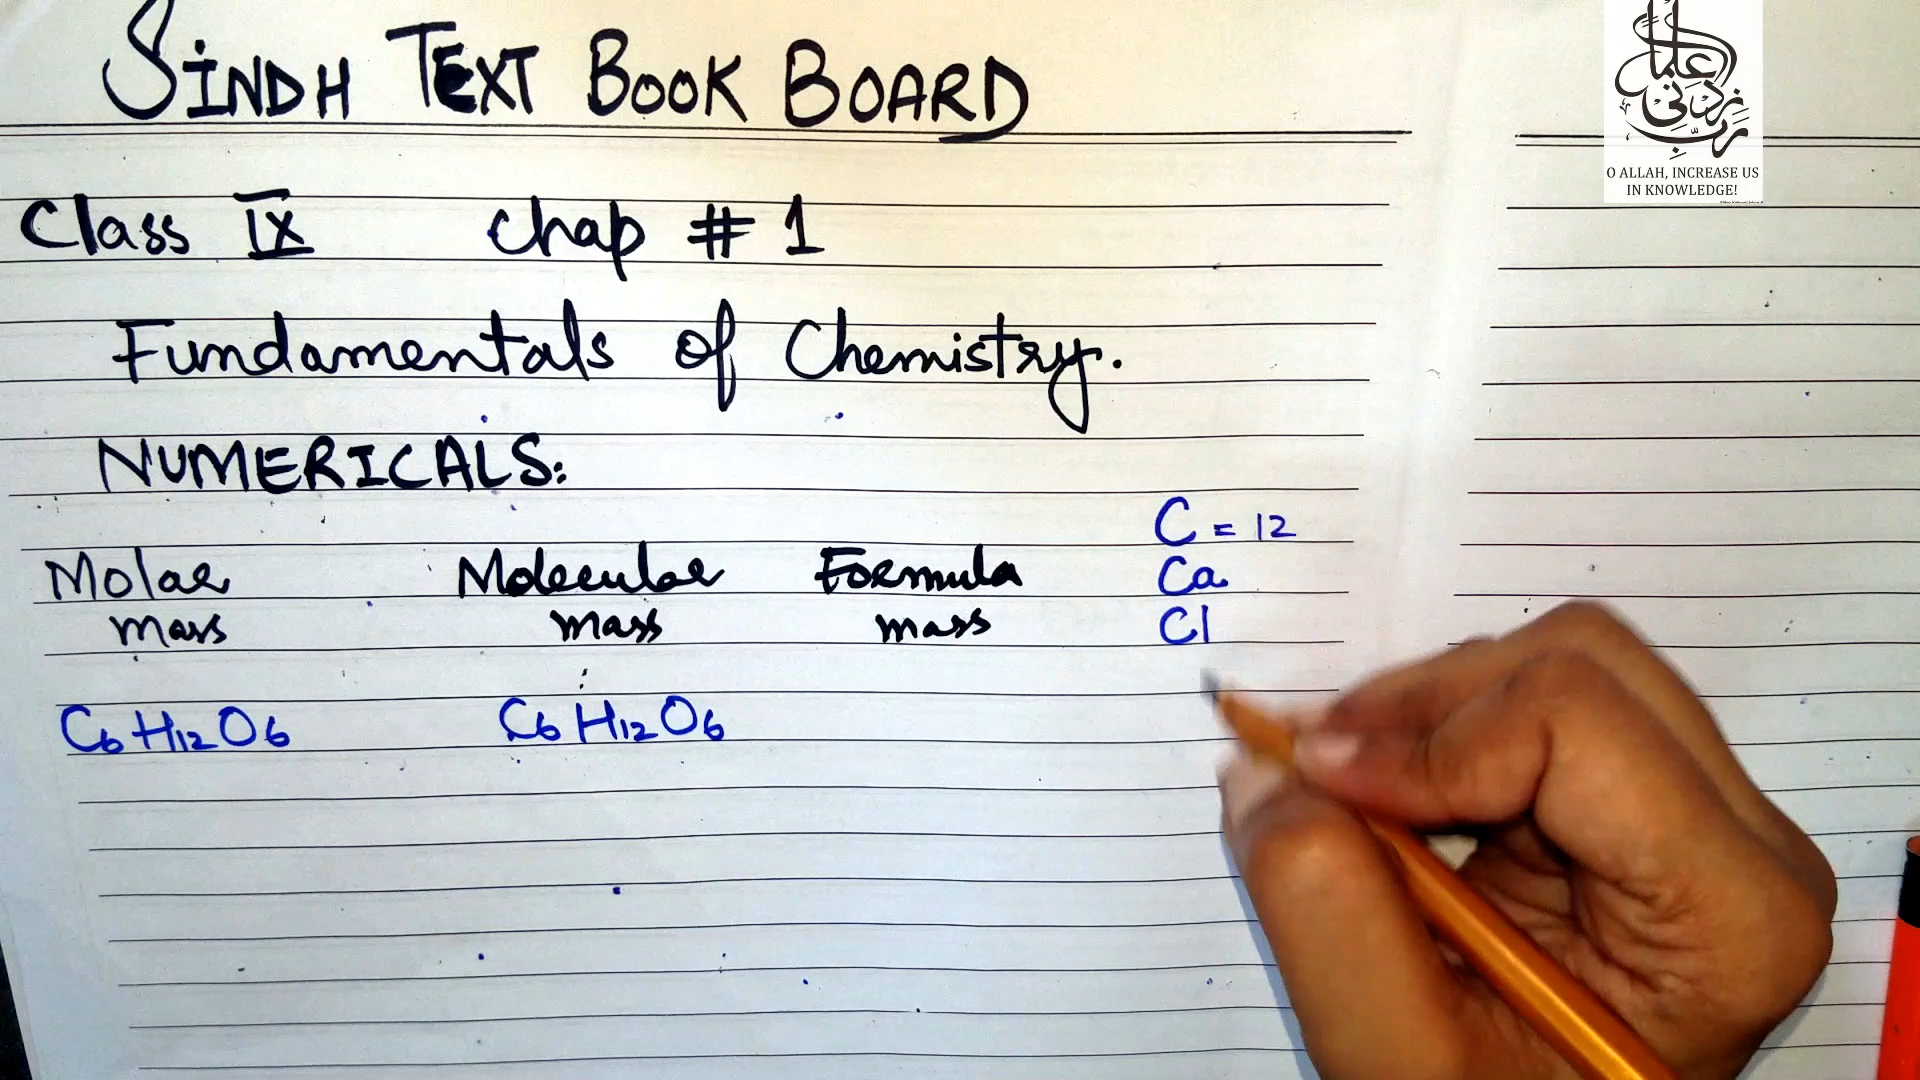 SINDH TEXT BOOK BOARD
رَبِّ زِدْنِي عِلْمًا
O ALLAH, INCREASE US
IN KNOWLEDGE!
Class IX Chap # 1
Fundamentals of Chemistry.
NUMERICALS:
C = 12
Molar Molecular Formula Ca
mass mass mass Cl
C6H12O6 C6H12O6